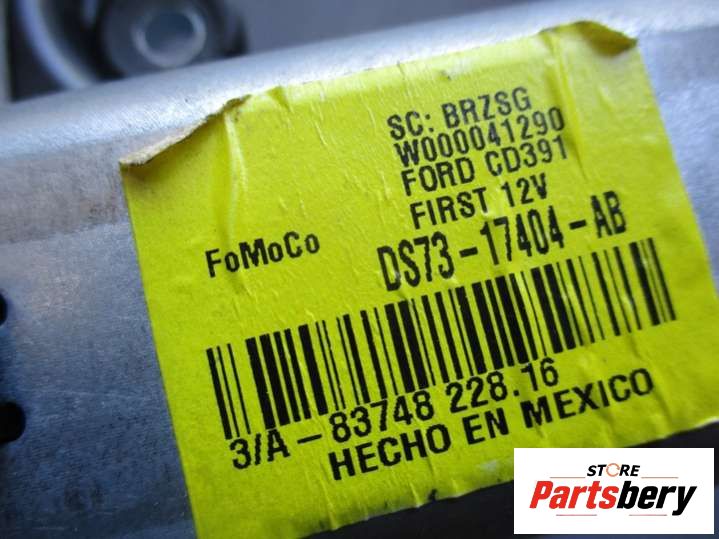 SC: BRZSG
W000041290
FORD CD391
FIRST 12V
FoMoCo
DS73-17404-AB
3/A-83748 228.16
HECHO EN MEXICO
STORE
Partsbery